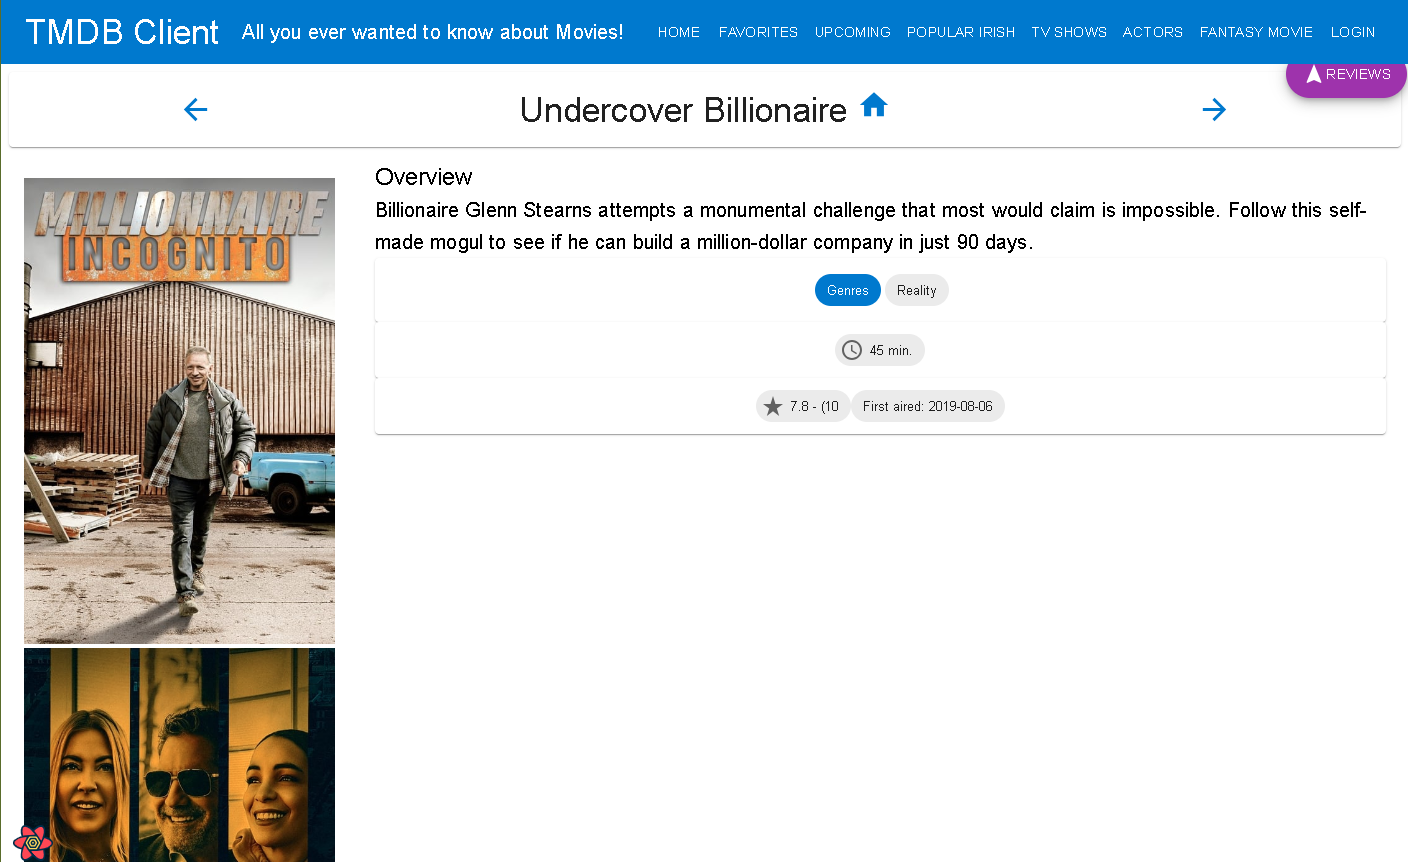 TMDB Client All you ever wanted to know about Movies! HOME FAVORITES UPCOMING POPULAR IRISH TV SHOWS ACTORS FANTASY MOVIE LOGIN
REVIEWS
Undercover Billionaire
MILLIONNAIRE
INCOGNITO
Overview
Billionaire Glenn Stearns attempts a monumental challenge that most would claim is impossible. Follow this self-
made mogul to see if he can build a million-dollar company in just 90 days.
Genres Reality
45 min.
7.8 - (10 First aired: 2019-08-06